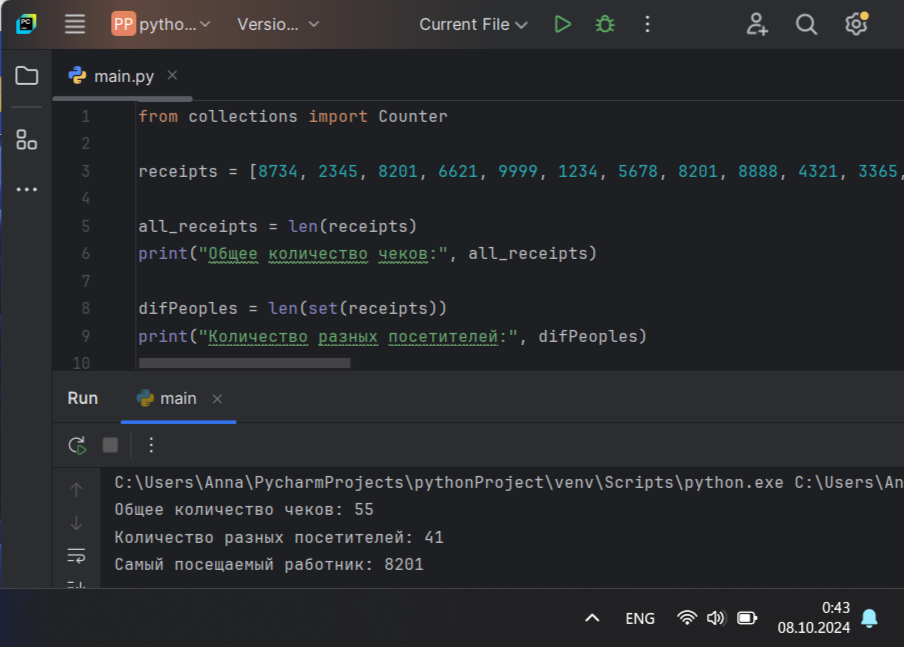 PC
PP pytho... Versio... Current File
main.py
1 from collections import Counter
2
3 receipts = [8734, 2345, 8201, 6621, 9999, 1234, 5678, 8201, 8888, 4321, 3365,
4
5 all_receipts = len(receipts)
6 print("Общее количество чеков:", all_receipts)
7
8 difPeoples = len(set(receipts))
9 print("Количество разных посетителей:", difPeoples)
10
Run main
C:\Users\Anna\PycharmProjects\pythonProject\venv\Scripts\python.exe C:\Users\An
Общее количество чеков: 55
Количество разных посетителей: 41
Самый посещаемый работник: 8201
ENG
0:43
08.10.2024